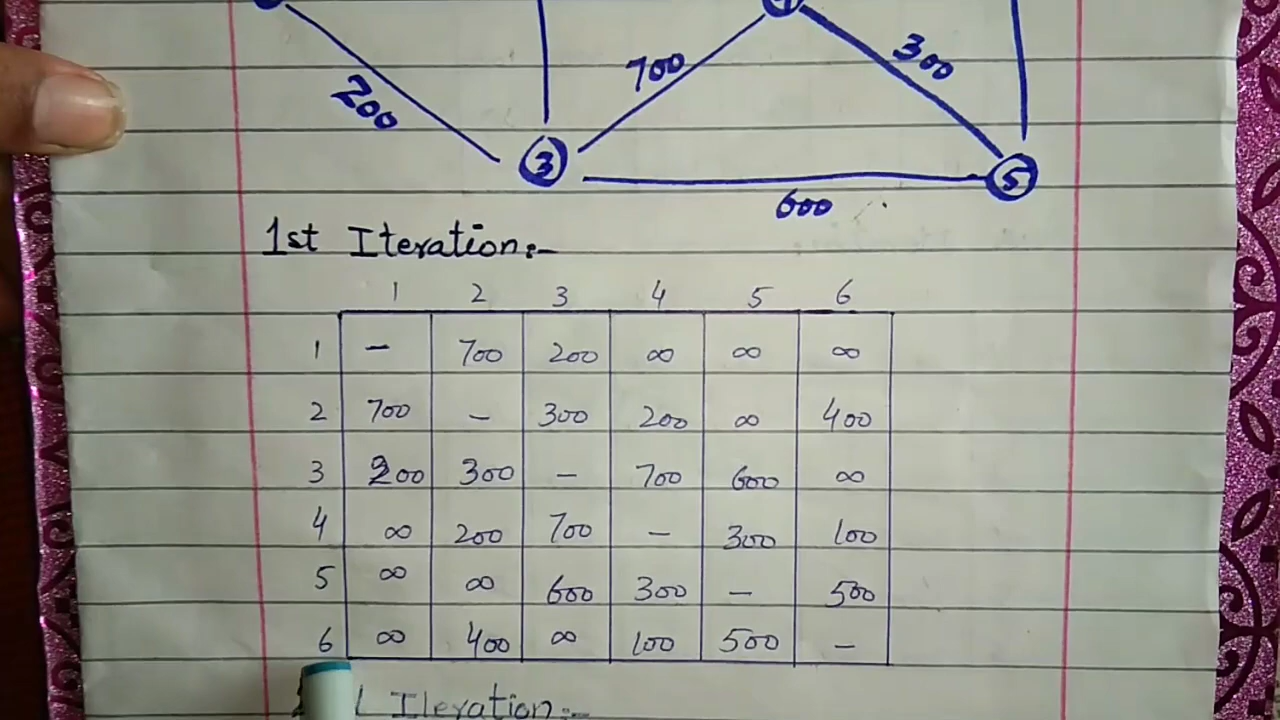 4
300
700
200
3
5
600
1st Iteration:-
1 2 3 4 5 6
1 - 700 200 ∞ ∞ ∞
2 700 - 300 200 ∞ 400
3 200 300 - 700 600 ∞
4 ∞ 200 700 - 300 100
5 ∞ ∞ 600 300 - 500
6 ∞ 400 ∞ 100 500 -
Iteration:-